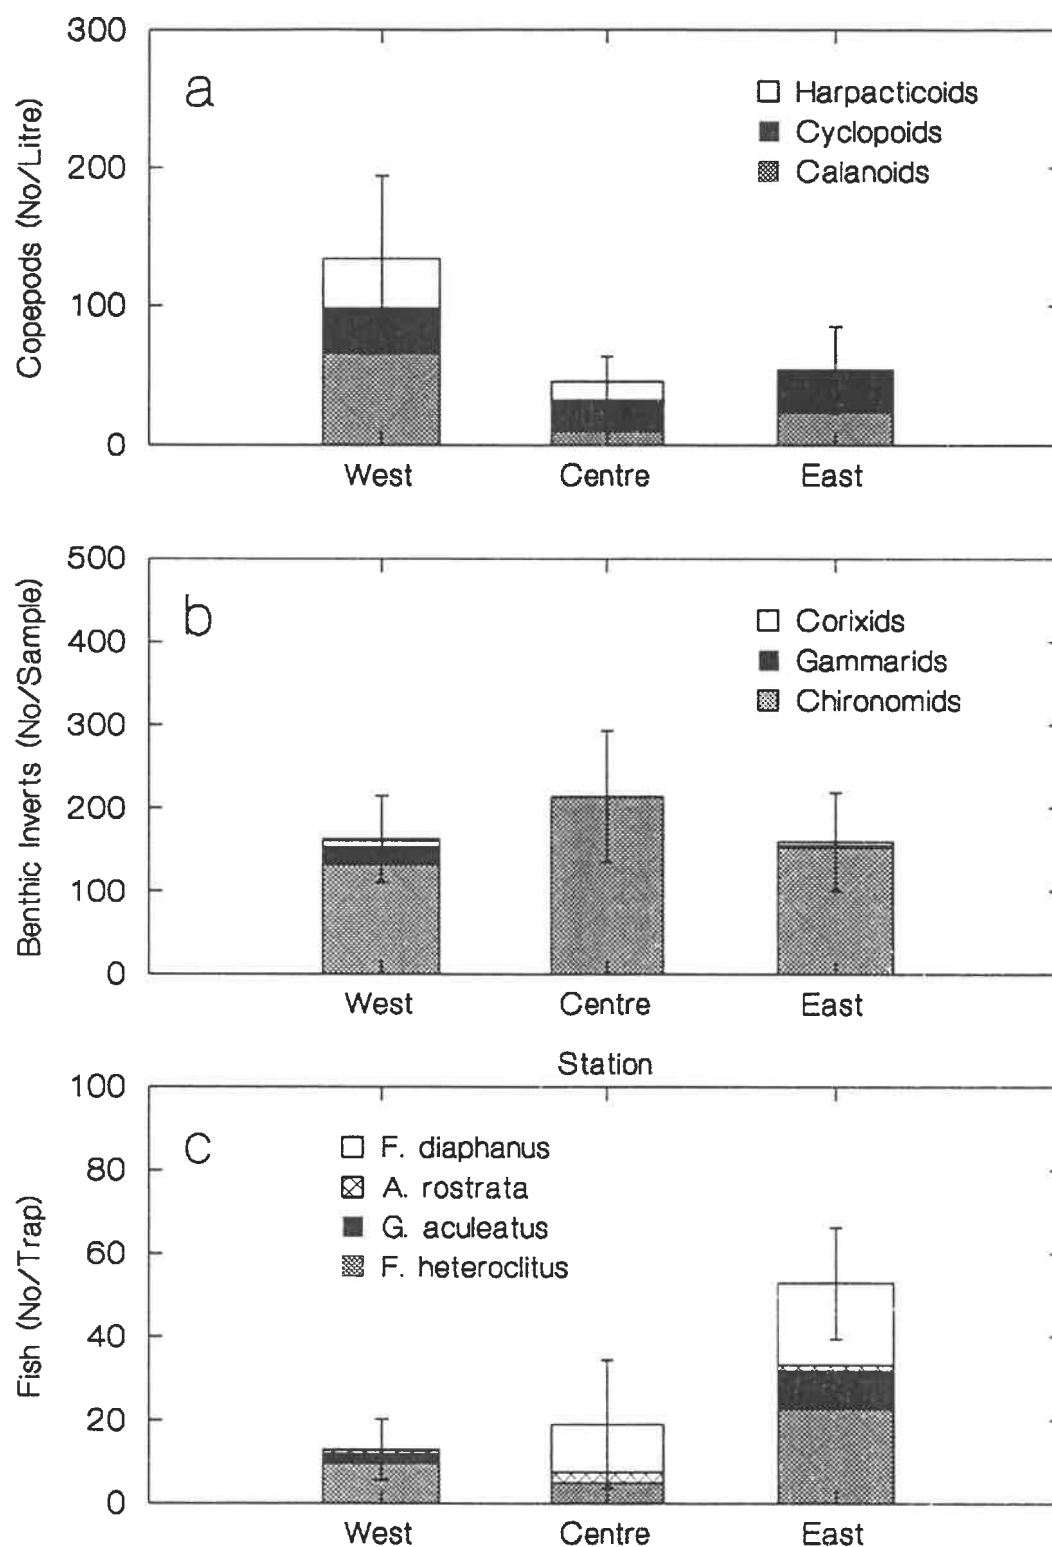 300
a
Harpacticoids
Cyclopoids
Calanoids
200
100
0
Copepods (No/Litre)
West Centre East
500
b
Corixids
Gammarids
Chironomids
400
300
200
100
0
Benthic Inverts (No/Sample)
West Centre East
Station
100
c
F. diaphanus
A. rostrata
G. aculeatus
F. heteroclitus
80
60
40
20
0
Fish (No/Trap)
West Centre East